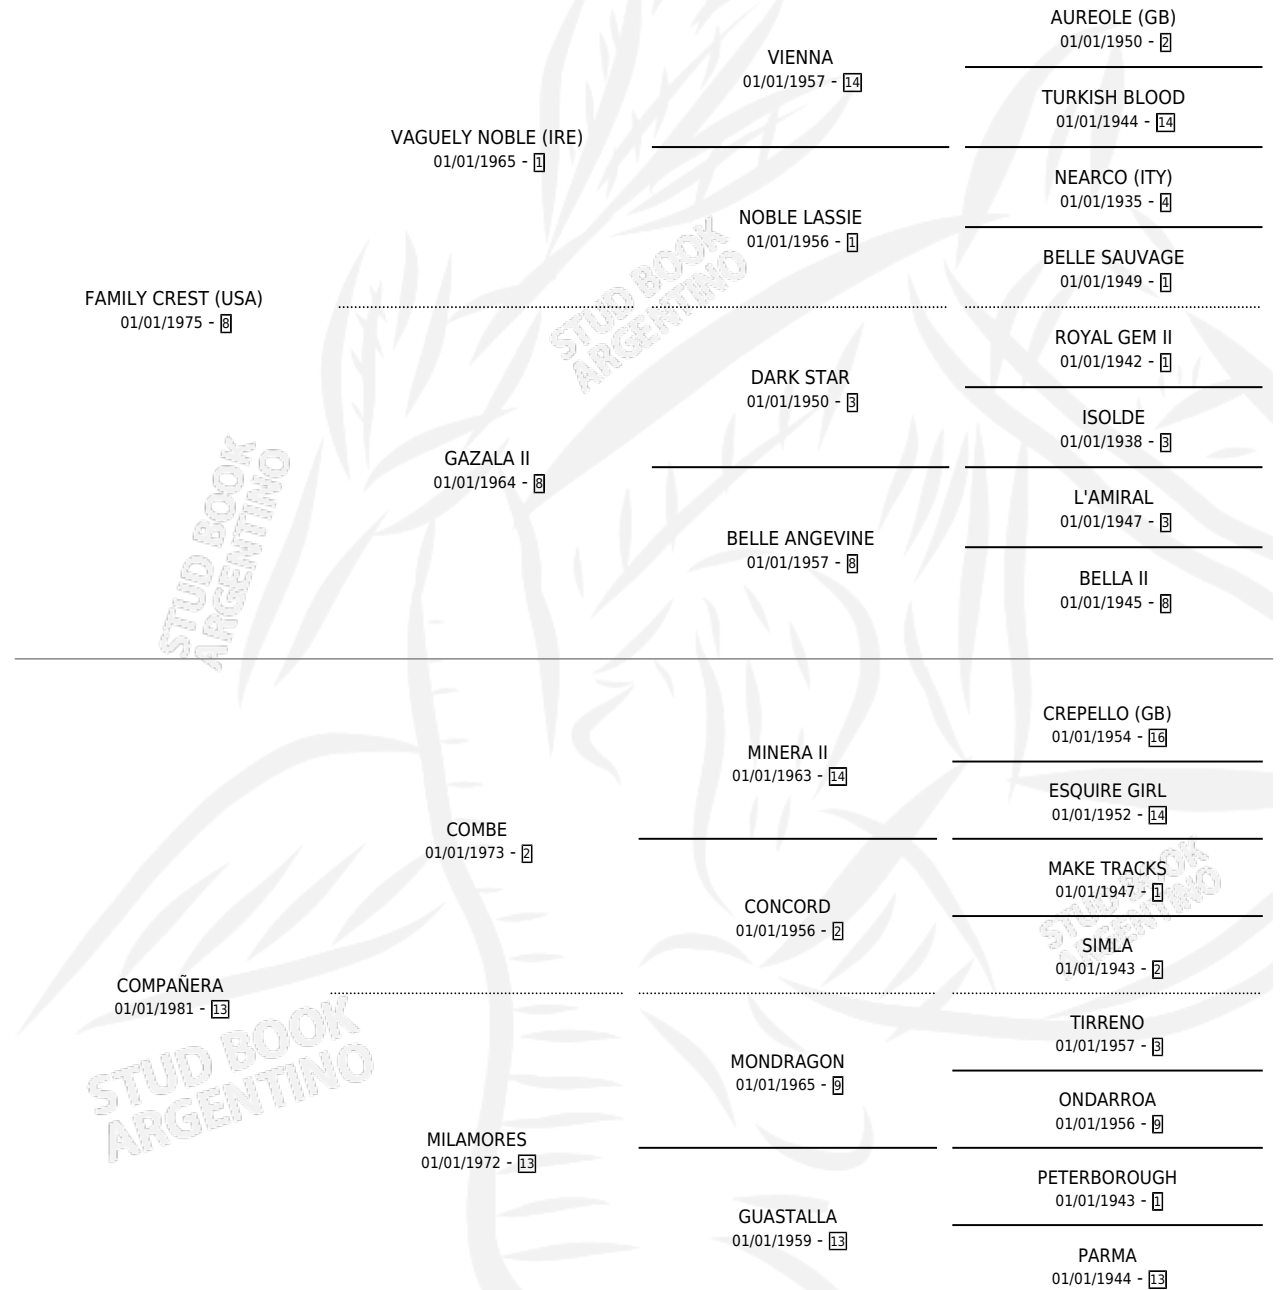 AUREOLE (GB)
01/01/1950 - 2
VIENNA
01/01/1957 - 14
TURKISH BLOOD
01/01/1944 - 14
VAGUELY NOBLE (IRE)
01/01/1965 - 1
NEARCO (ITY)
01/01/1935 - 4
NOBLE LASSIE
01/01/1956 - 1
BELLE SAUVAGE
01/01/1949 - 1
FAMILY CREST (USA)
01/01/1975 - 8
ROYAL GEM II
01/01/1942 - 1
DARK STAR
01/01/1950 - 3
ISOLDE
01/01/1938 - 3
GAZALA II
01/01/1964 - 8
L'AMIRAL
01/01/1947 - 3
BELLE ANGEVINE
01/01/1957 - 8
BELLA II
01/01/1945 - 8
CREPELLO (GB)
01/01/1954 - 16
MINERA II
01/01/1963 - 14
ESQUIRE GIRL
01/01/1952 - 14
COMBE
01/01/1973 - 2
MAKE TRACKS
01/01/1947 - 1
CONCORD
01/01/1956 - 2
SIMLA
01/01/1943 - 2
COMPAÑERA
01/01/1981 - 13
TIRRENO
01/01/1957 - 3
MONDRAGON
01/01/1965 - 9
ONDARROA
01/01/1956 - 9
MILAMORES
01/01/1972 - 13
PETERBOROUGH
01/01/1943 - 1
GUASTALLA
01/01/1959 - 13
PARMA
01/01/1944 - 13
STUD BOOK
ARGENTINO
STUD BOOK
ARGENTINO
STUD BOOK
ARGENTINO
STUD BOOK
ARGENTINO